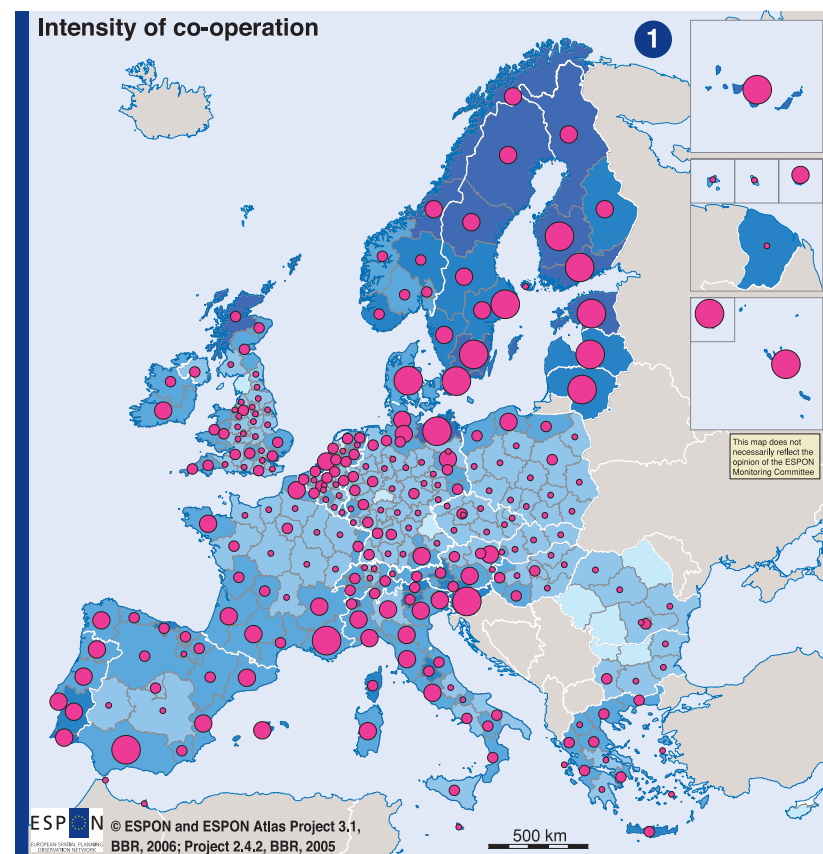 Intensity of co-operation
1
This map does not
necessarily reflect the
opinion of the ESPON
Monitoring Committee
ESPON
EUROPEAN SPATIAL PLANNING
OBSERVATION NETWORK
© ESPON and ESPON Atlas Project 3.1,
BBR, 2006; Project 2.4.2, BBR, 2005
500 km